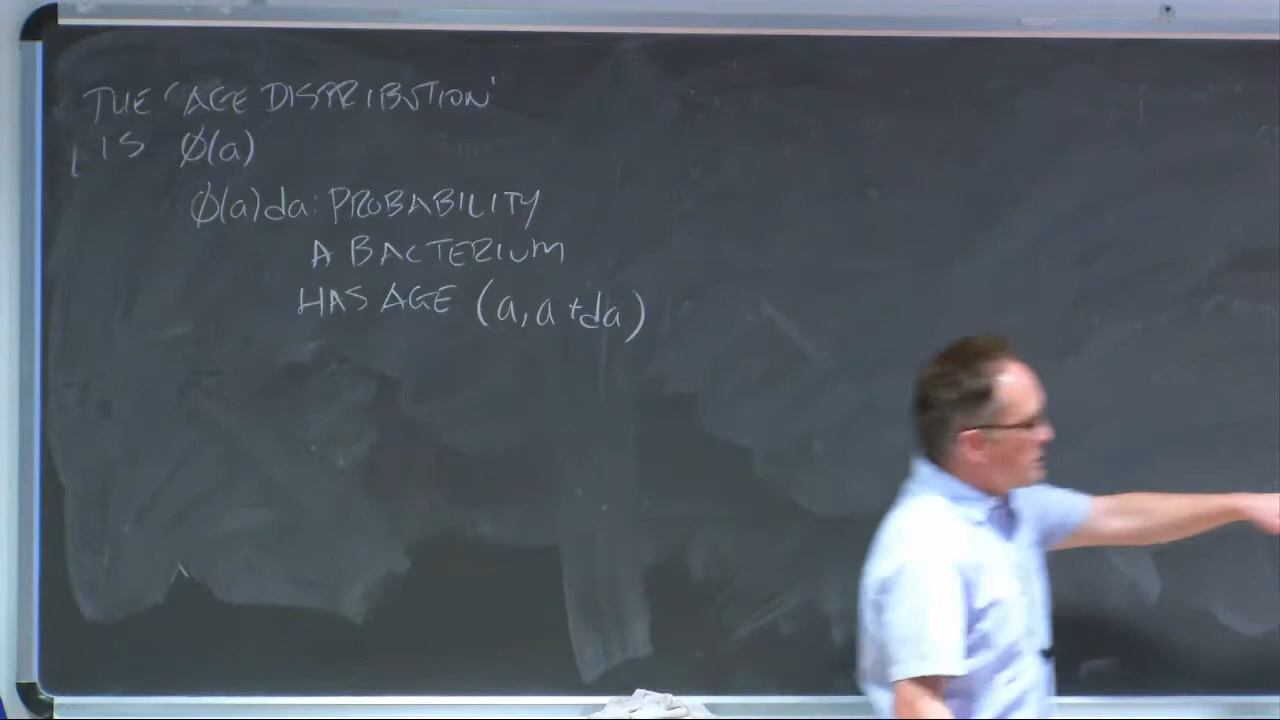 THE 'AGE DISTRIBUTION'
IS ϕ(a)
ϕ(a)da: PROBABILITY
A BACTERIUM
HAS AGE (a, a+da)